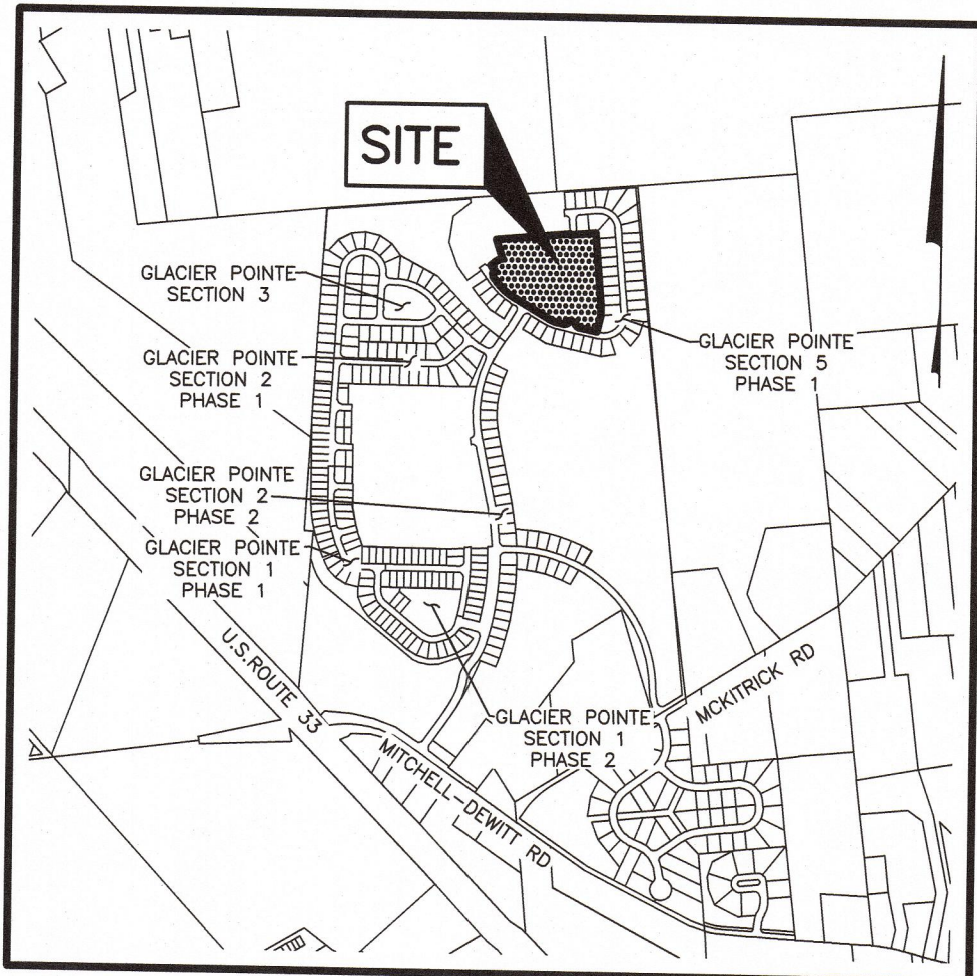 SITE
GLACIER POINTE
SECTION 3
GLACIER POINTE
SECTION 2
PHASE 1
GLACIER POINTE
SECTION 5
PHASE 1
GLACIER POINTE
SECTION 2
PHASE 2
GLACIER POINTE
SECTION 1
PHASE 1
U.S.ROUTE 33
MCKITRICK RD
GLACIER POINTE
SECTION 1
PHASE 2
MITCHELL-DEWITT RD